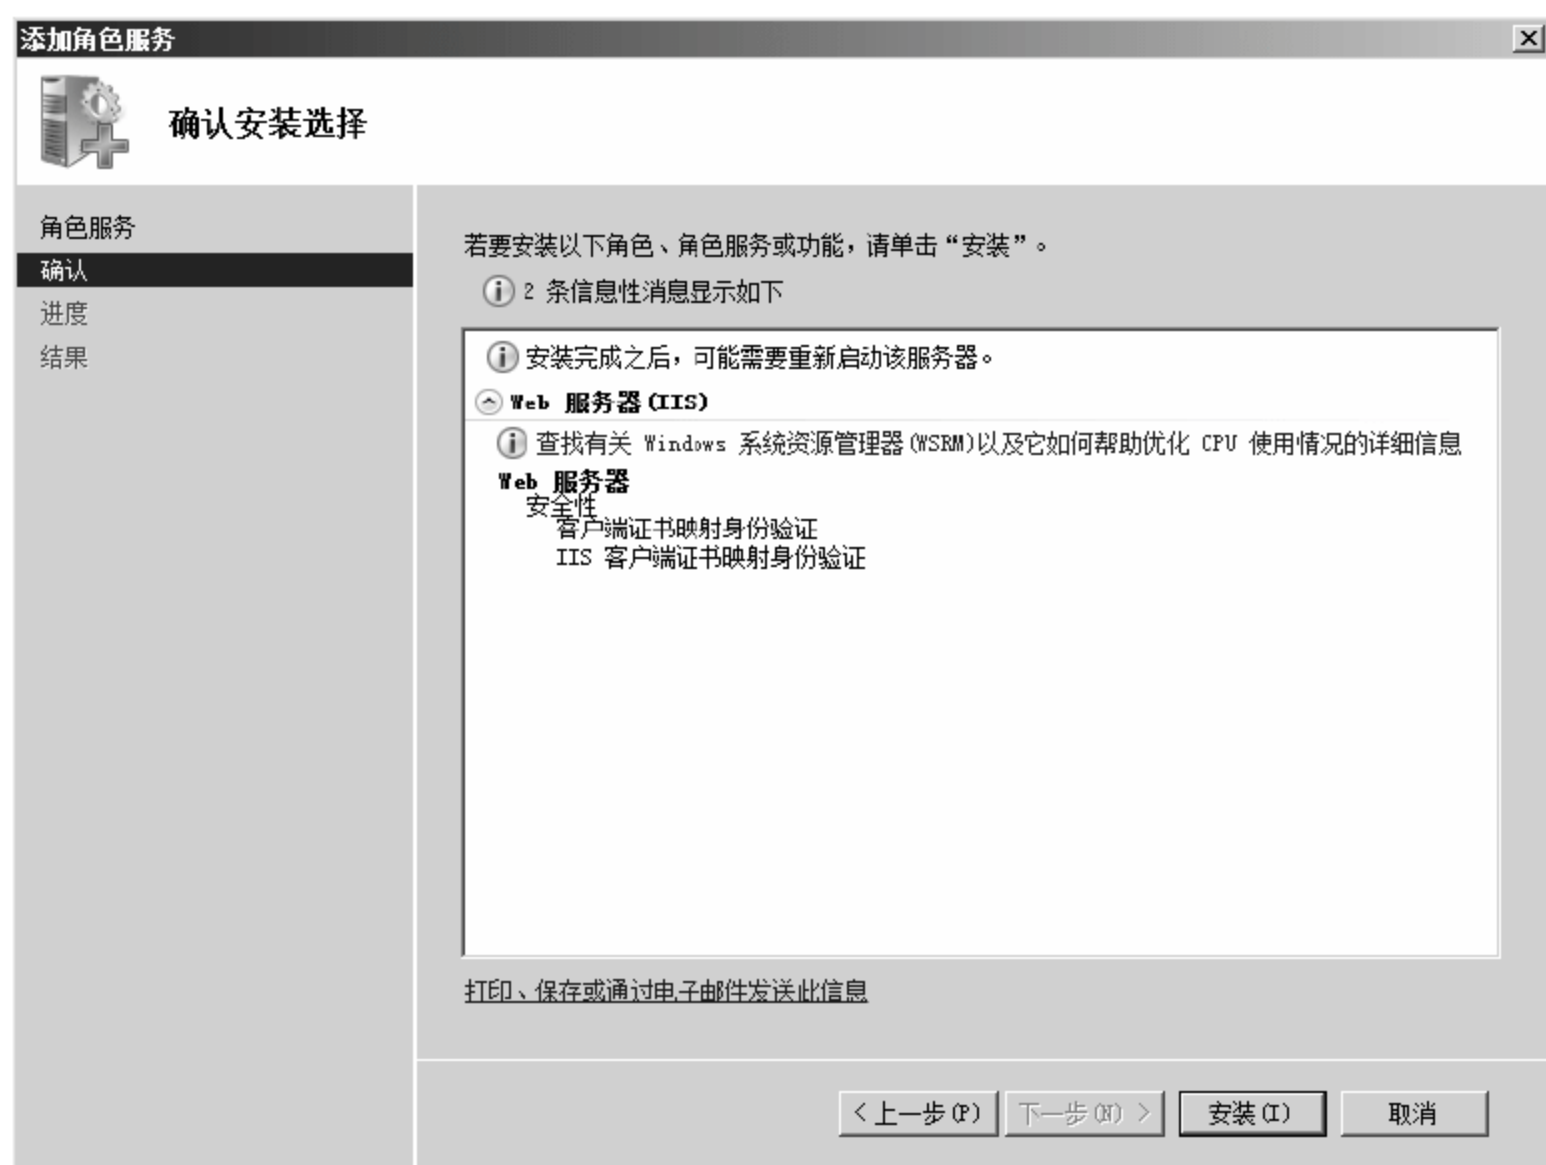 添加角色服务
确认安装选择
角色服务
确认
进度
结果
若要安装以下角色、角色服务或功能，请单击“安装”。
2 条信息性消息显示如下
安装完成之后，可能需要重新启动该服务器。
Web 服务器(IIS)
查找有关 Windows 系统资源管理器(WSRM)以及它如何帮助优化 CPU 使用情况的详细信息
Web 服务器
安全性
客户端证书映射身份验证
IIS 客户端证书映射身份验证
打印、保存或通过电子邮件发送此信息
< 上一步(P) 下一步(N) > 安装(I) 取消